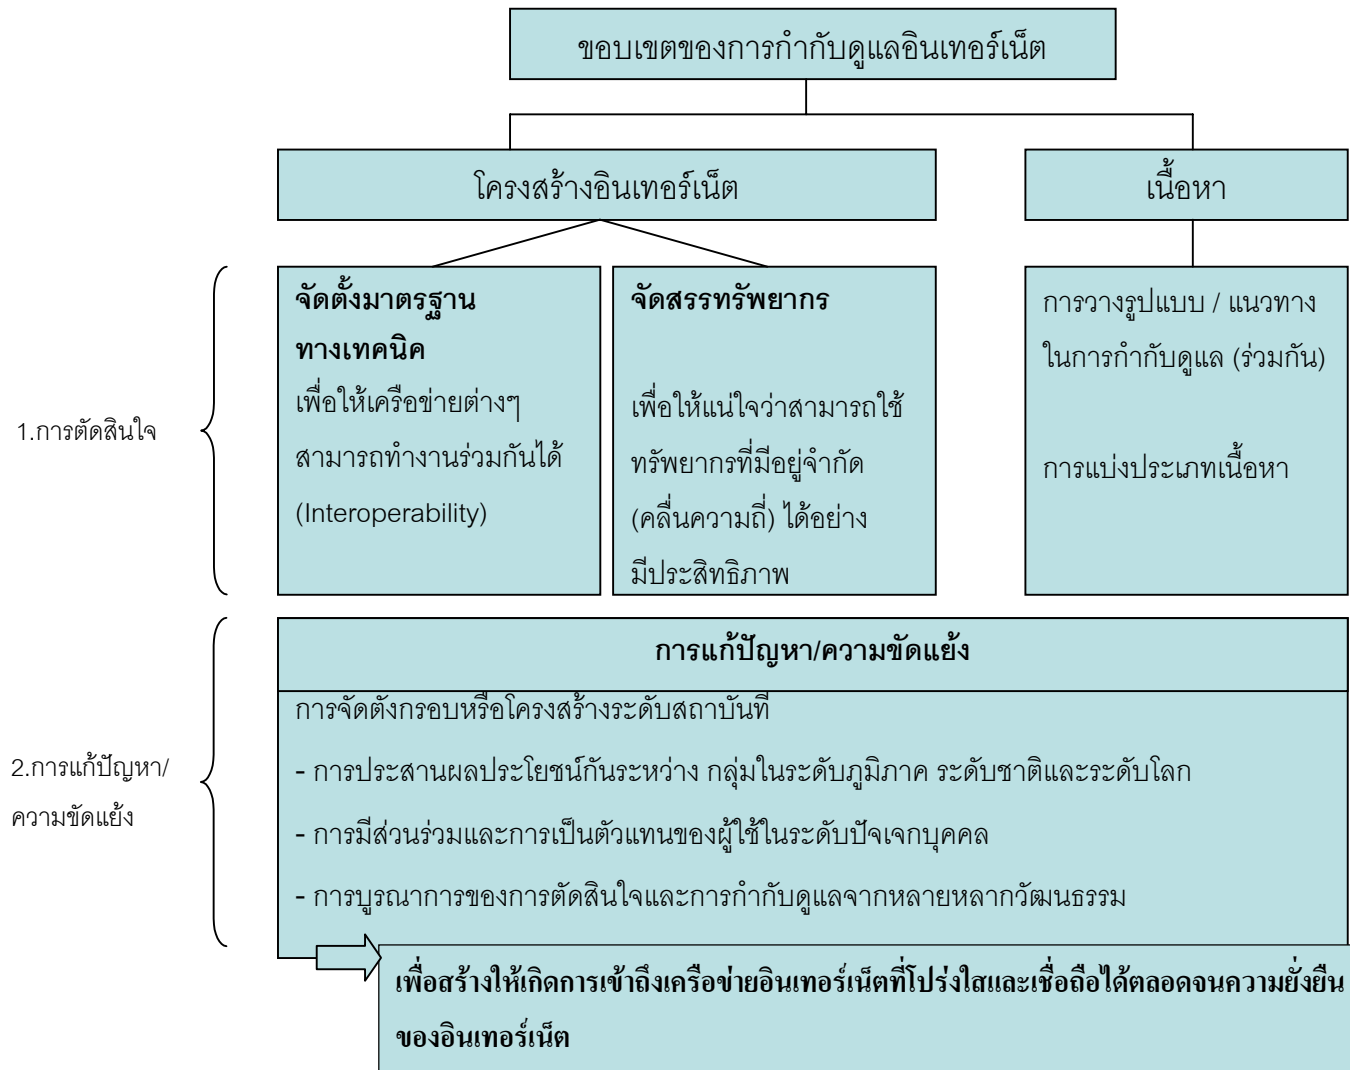 ขอบเขตของการกำกับดูแลอินเทอร์เน็ต
โครงสร้างอินเทอร์เน็ต
เนื้อหา
1.การตัดสินใจ
จัดตั้งมาตรฐาน
ทางเทคนิค
เพื่อให้เครือข่ายต่างๆ
สามารถทำงานร่วมกันได้
(Interoperability)
จัดสรรทรัพยากร
เพื่อให้แน่ใจว่าสามารถใช้
ทรัพยากรที่มีอยู่จำกัด
(คลื่นความถี่) ได้อย่าง
มีประสิทธิภาพ
การวางรูปแบบ / แนวทาง
ในการกำกับดูแล (ร่วมกัน)
การแบ่งประเภทเนื้อหา
2.การแก้ปัญหา/
ความขัดแย้ง
การแก้ปัญหา/ความขัดแย้ง
การจัดตั้งกรอบหรือโครงสร้างระดับสถาบันที่
- การประสานผลประโยชน์กันระหว่าง กลุ่มในระดับภูมิภาค ระดับชาติและระดับโลก
- การมีส่วนร่วมและการเป็นตัวแทนของผู้ใช้ในระดับปัจเจกบุคคล
- การบูรณาการของการตัดสินใจและการกำกับดูแลจากหลายหลากวัฒนธรรม
เพื่อสร้างให้เกิดการเข้าถึงเครือข่ายอินเทอร์เน็ตที่โปร่งใสและเชื่อถือได้ตลอดจนความยั่งยืน
ของอินเทอร์เน็ต